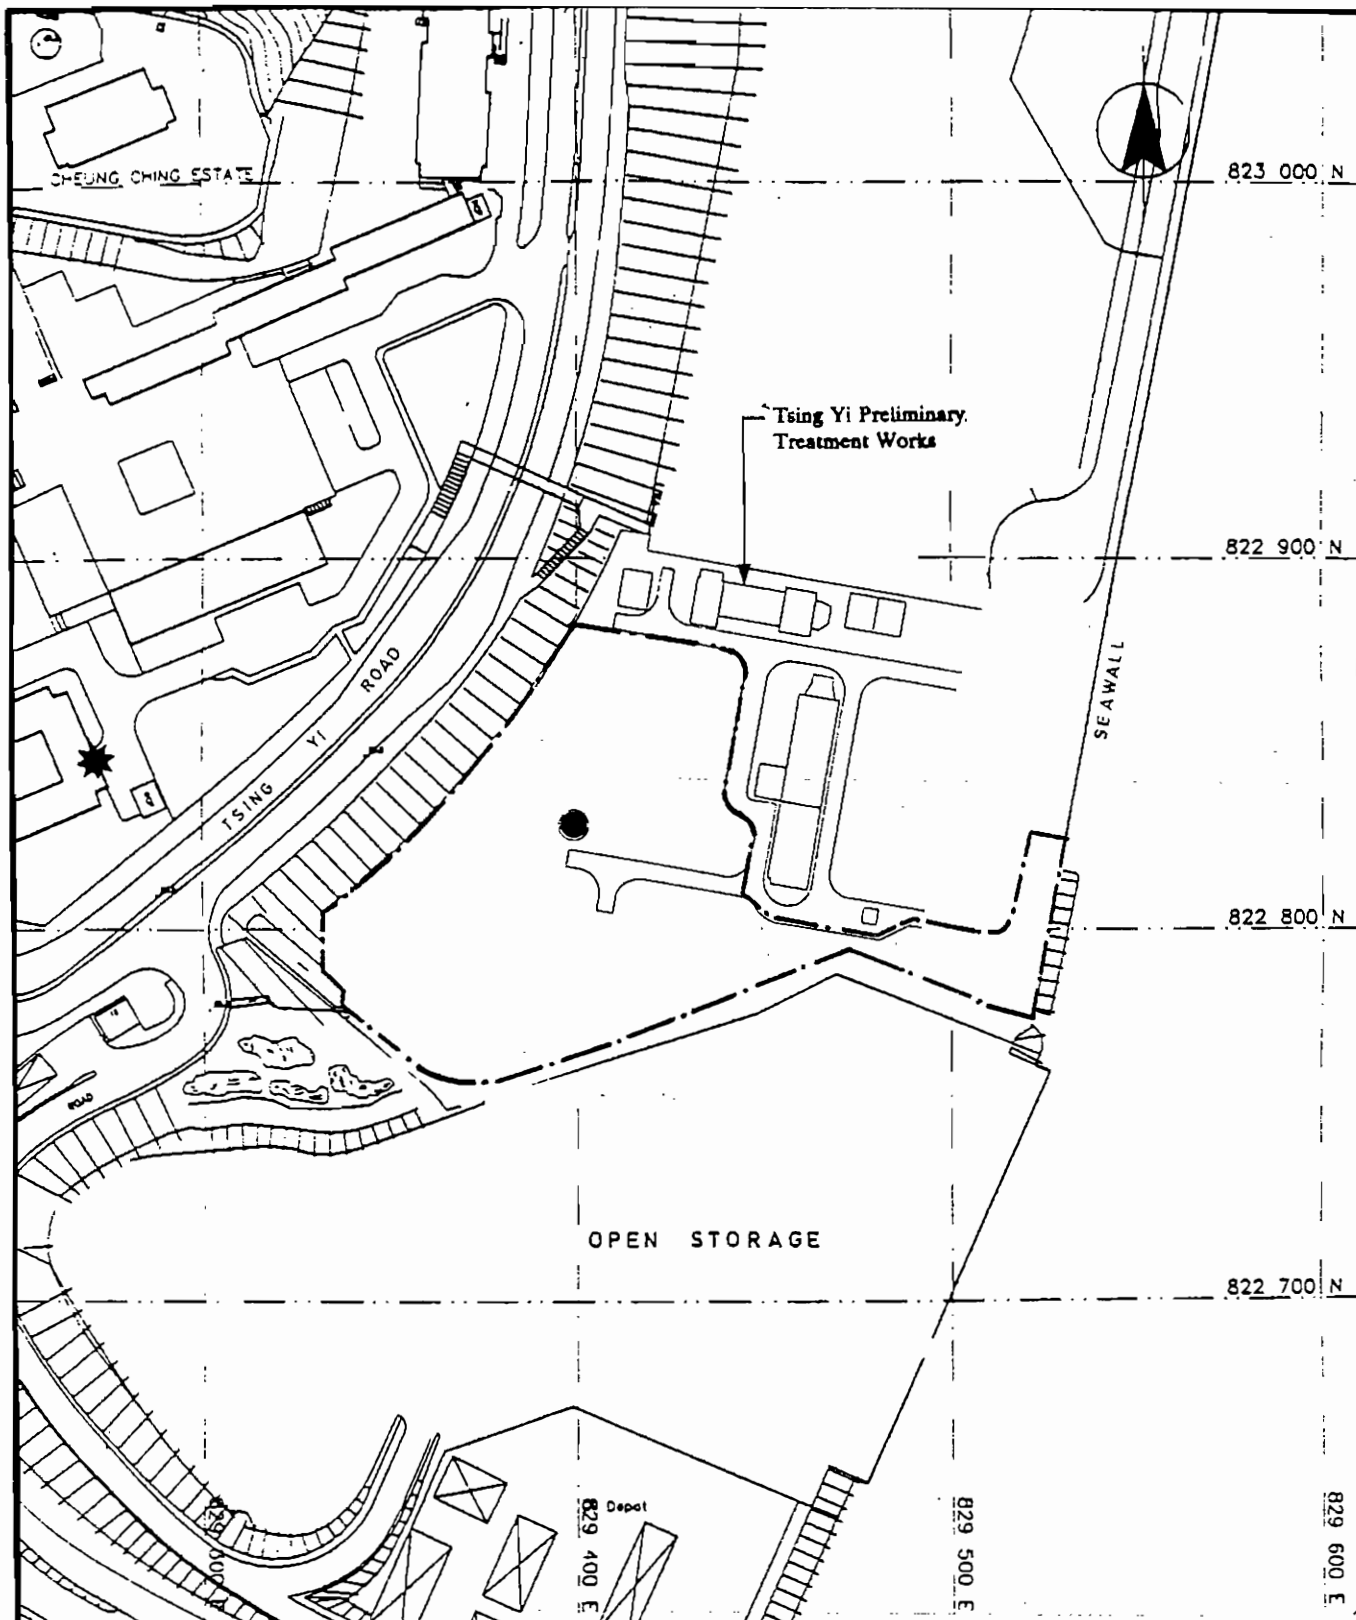 CHEUNG CHING ESTATE
823 000 N
Tsing Yi Preliminary.
Treatment Works
822 900 N
SEAWALL
TSING YI ROAD
822 800 N
ROAD
OPEN STORAGE
822 700 N
Depot
829 400 E
829 500 E
829 600 E